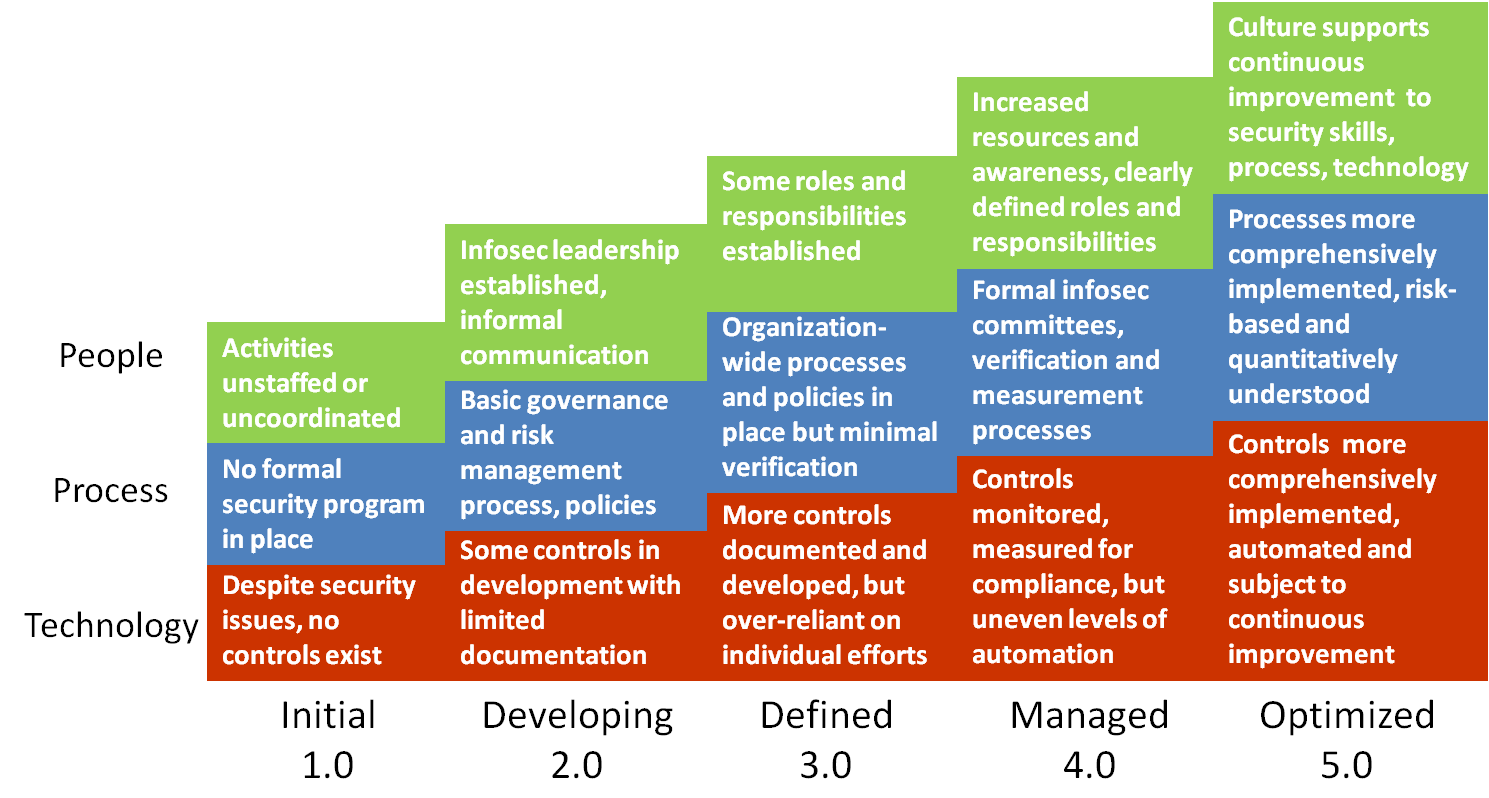 People
Process
Technology
Activities
unstaffed or
uncoordinated
No formal
security program
in place
Despite security
issues, no
controls exist
Initial
1.0
Infosec leadership
established,
informal
communication
Basic governance
and risk
management
process, policies
Some controls in
development with
limited
documentation
Developing
2.0
Some roles and
responsibilities
established
Organization-
wide processes
and policies in
place but minimal
verification
More controls
documented and
developed, but
over-reliant on
individual efforts
Defined
3.0
Increased
resources and
awareness, clearly
defined roles and
responsibilities
Formal infosec
committees,
verification and
measurement
processes
Controls
monitored,
measured for
compliance, but
uneven levels of
automation
Managed
4.0
Culture supports
continuous
improvement  to
security skills,
process, technology
Processes more
comprehensively
implemented, risk-
based and
quantitatively
understood
Controls  more
comprehensively
implemented,
automated and
subject to
continuous
improvement
Optimized
5.0